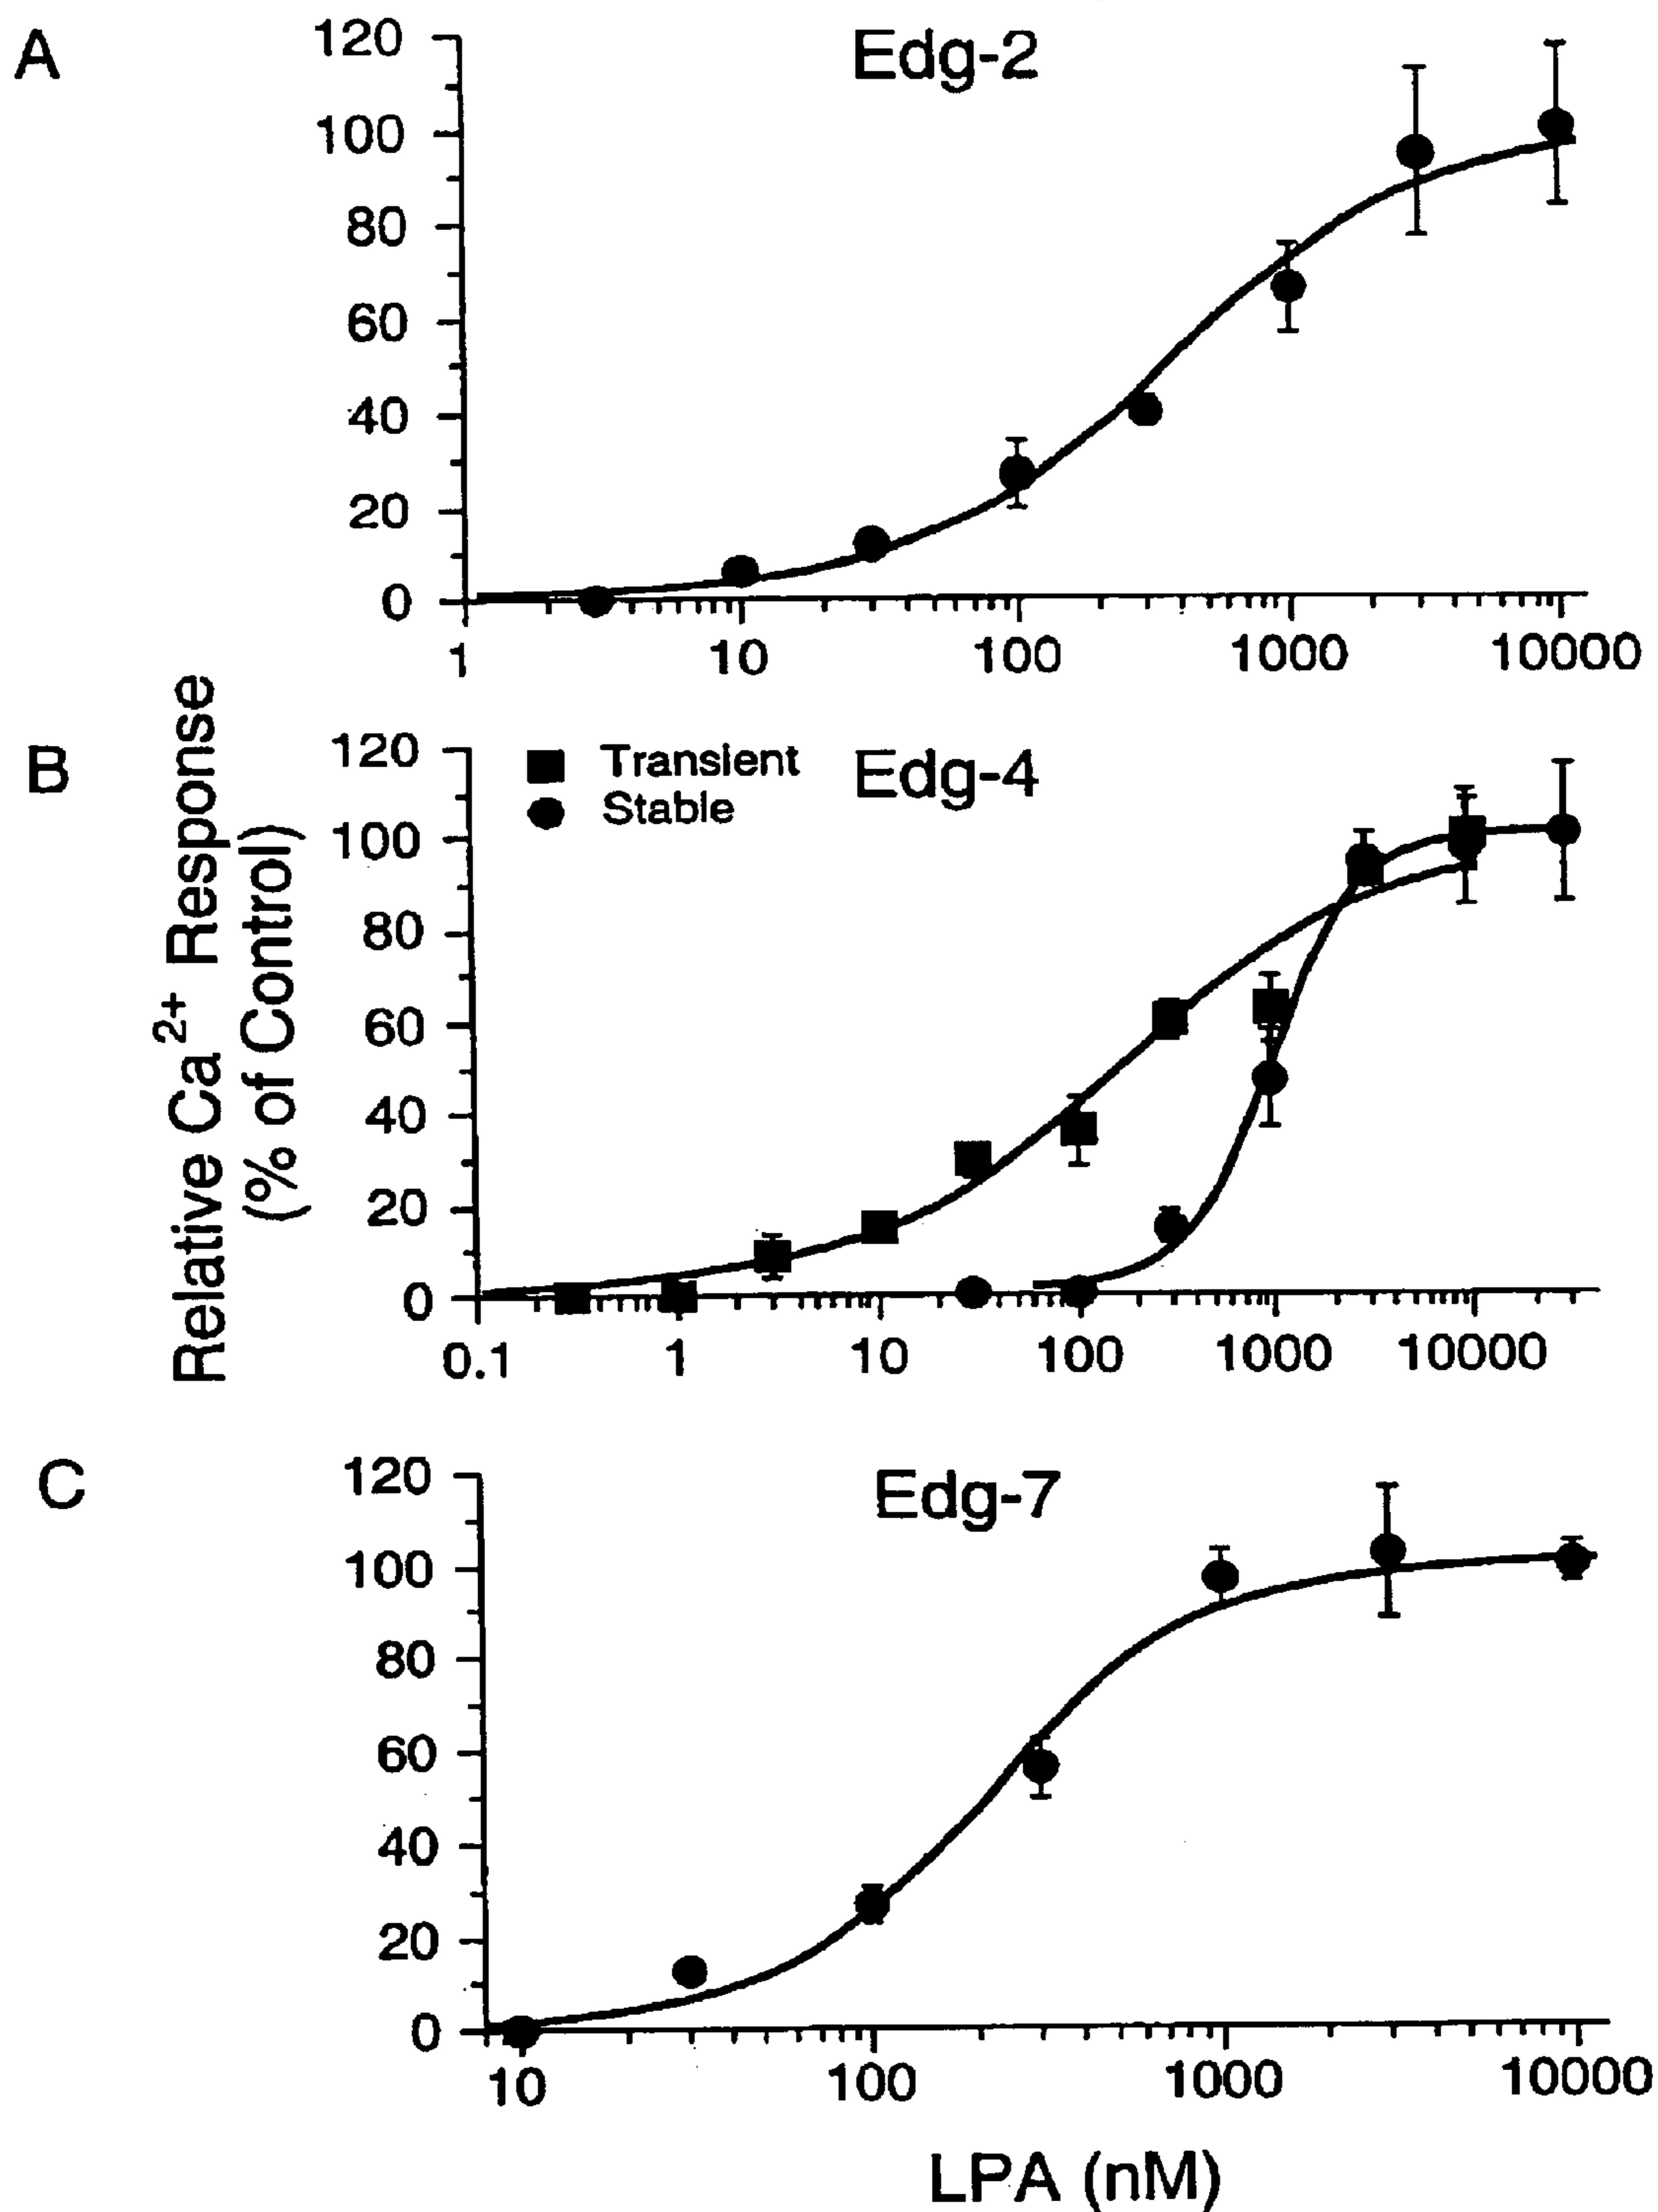 A
Edg-2
120
100
80
60
40
20
0
1 10 100 1000 10000
B
Transient
Stable
Edg-4
120
100
80
60
40
20
0
0.1 1 10 100 1000 10000
Relative Ca2+ Response
(% of Control)
C
Edg-7
120
100
80
60
40
20
0
10 100 1000 10000
LPA (nM)